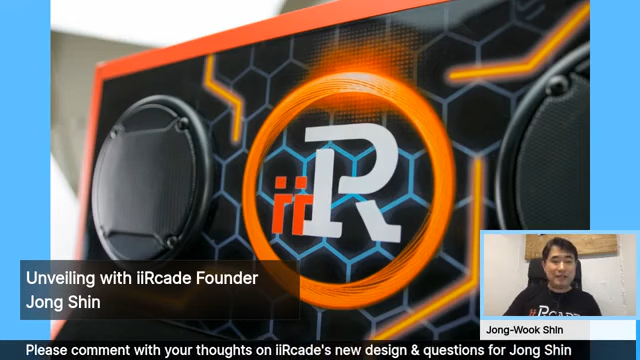 iiR
Unveiling with iiRcade Founder
Jong Shin
iiRcade
Jong-Wook Shin
Please comment with your thoughts on iiRcade's new design & questions for Jong Shin